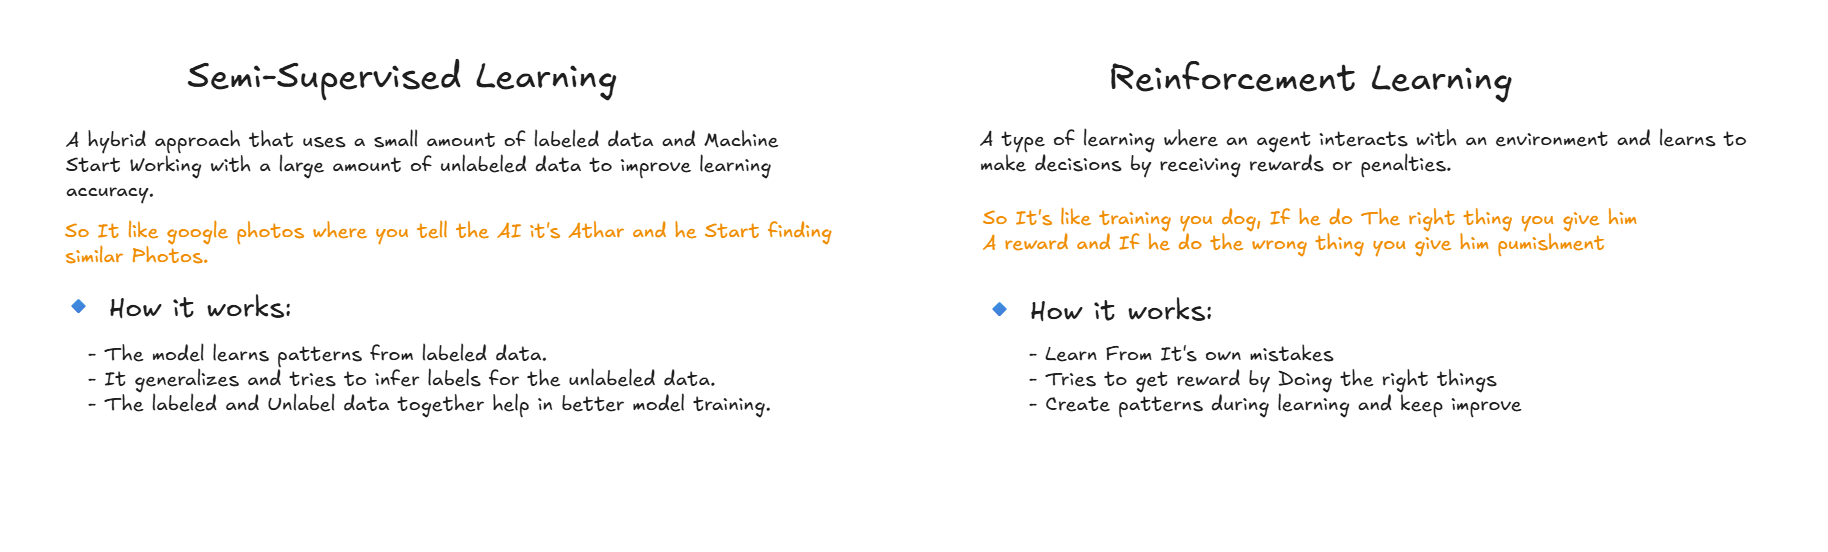 Semi-Supervised Learning
A hybrid approach that uses a small amount of labeled data and Machine
Start Working with a large amount of unlabeled data to improve learning
accuracy.
So It like google photos where you tell the AI it's Athar and he Start finding
similar Photos.
How it works:
- The model learns patterns from labeled data.
- It generalizes and tries to infer labels for the unlabeled data.
- The labeled and Unlabel data together help in better model training.
Reinforcement Learning
A type of learning where an agent interacts with an environment and learns to
make decisions by receiving rewards or penalties.
So It's like training you dog, If he do The right thing you give him
A reward and If he do the wrong thing you give him pumishment
How it works:
- Learn From It's own mistakes
- Tries to get reward by Doing the right things
- Create patterns during learning and keep improve